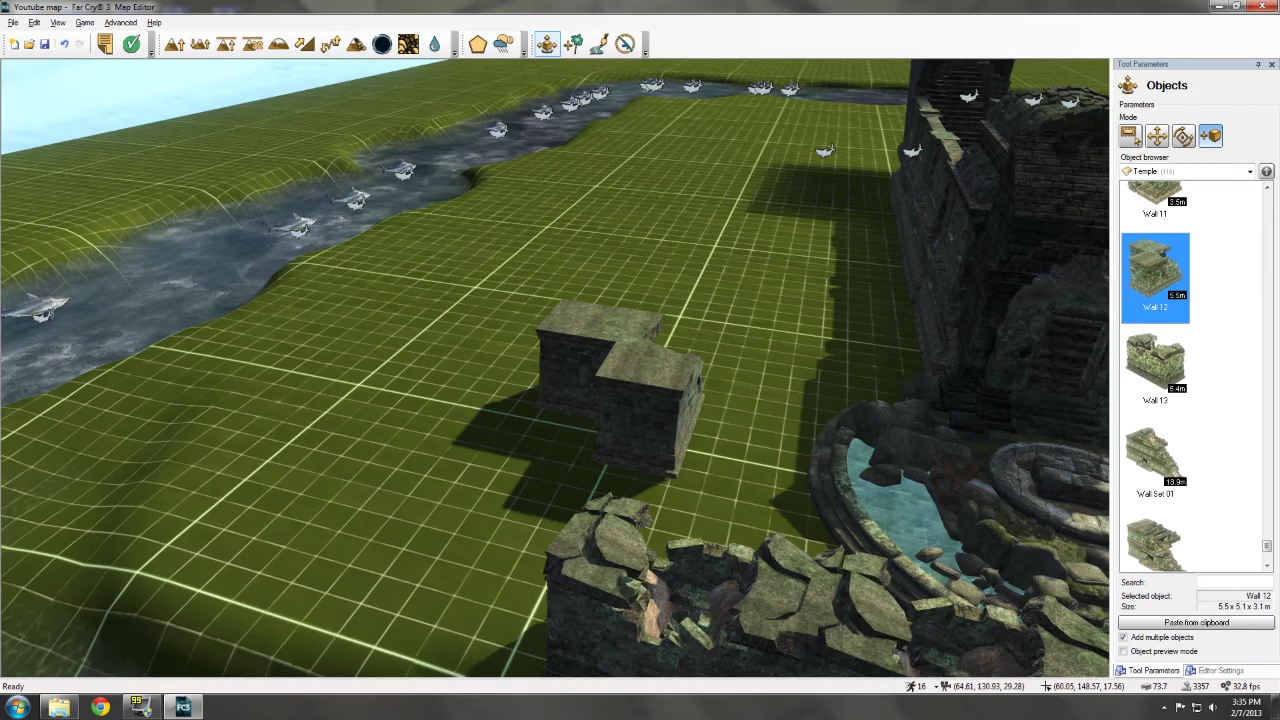 Youtube map - Far Cry® 3 Map Editor
File Edit View Game Advanced Help
Tool Parameters
Objects
Parameters
Mode
Object browser
Temple (118)
3.5m
Wall 11
5.5m
Wall 12
5.4m
Wall 13
18.9m
Wall Set 01
Search:
Selected object: Wall 12
Size: 5.5 x 5.1 x 3.1 m
Paste from clipboard
Add multiple objects
Object preview mode
Tool Parameters Editor Settings
Ready 16 (64.61, 130.93, 29.28) (60.05, 148.57, 17.56) 73.7 3357 32.8 fps
99
FC3
3:35 PM
2/7/2013